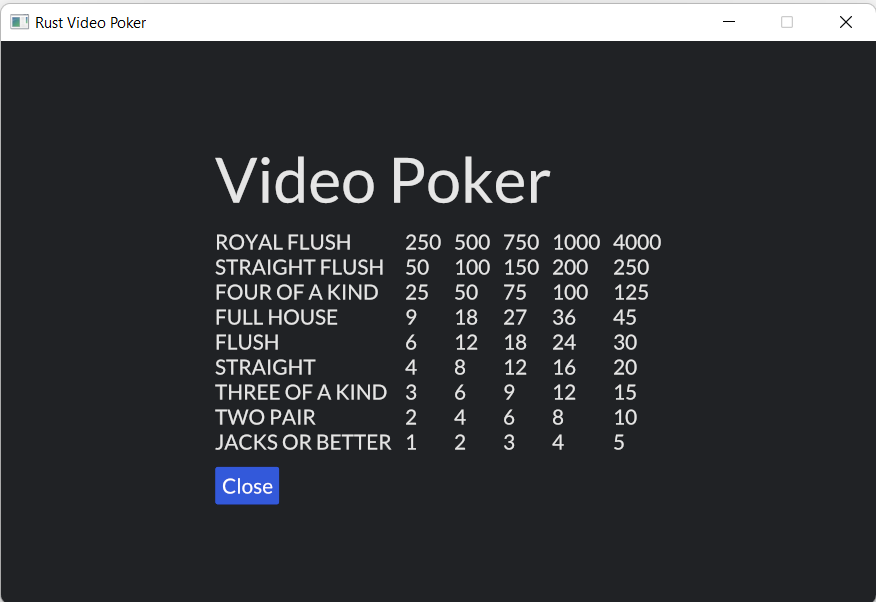 Rust Video Poker
Video Poker
ROYAL FLUSH 250 500 750 1000 4000
STRAIGHT FLUSH 50 100 150 200 250
FOUR OF A KIND 25 50 75 100 125
FULL HOUSE 9 18 27 36 45
FLUSH 6 12 18 24 30
STRAIGHT 4 8 12 16 20
THREE OF A KIND 3 6 9 12 15
TWO PAIR 2 4 6 8 10
JACKS OR BETTER 1 2 3 4 5
Close